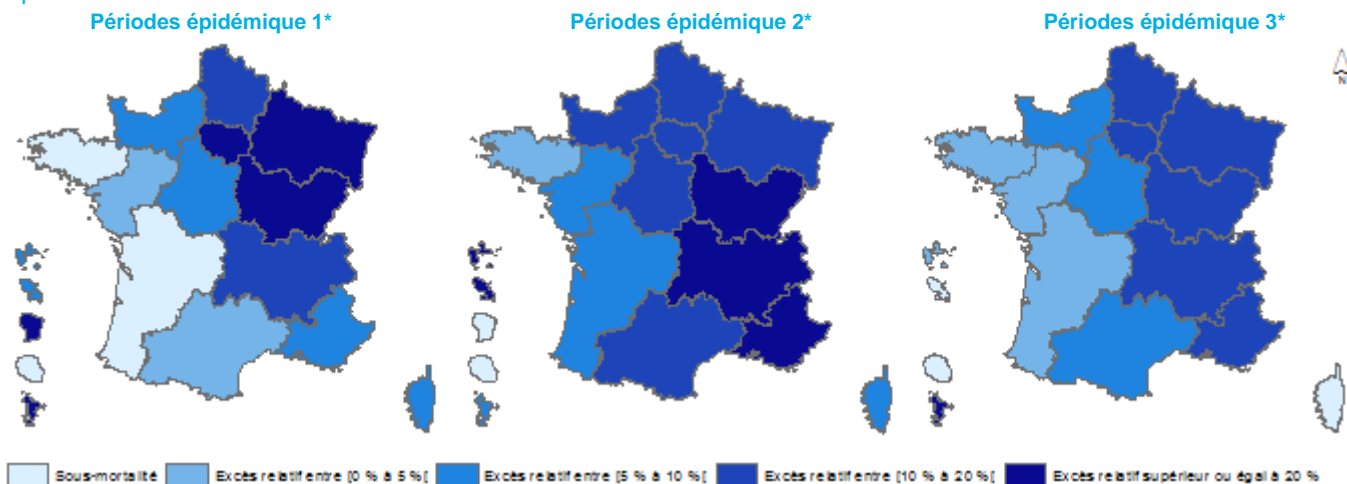 Périodes épidémique 1*
Périodes épidémique 2*
Périodes épidémique 3*
N
Sous-mortalité
Excès relatif entre [0 % à 5 %[
Excès relatif entre [5 % à 10 %[
Excès relatif entre [10 % à 20 %[
Excès relatif supérieur ou égal à 20 %